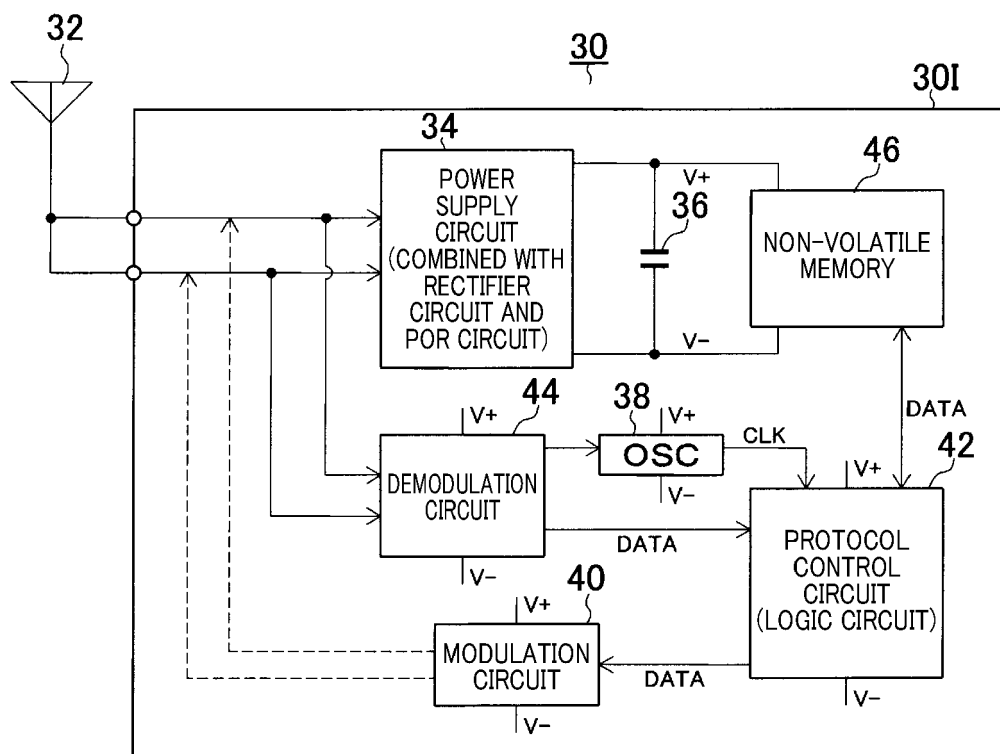 32
30
30I
34
POWER
SUPPLY
CIRCUIT
(COMBINED WITH
RECTIFIER
CIRCUIT AND
POR CIRCUIT)
V+
36
V-
46
NON-VOLATILE
MEMORY
DATA
V+
44
DEMODULATION
CIRCUIT
V-
38
V+
OSC
V-
CLK
DATA
V+
42
PROTOCOL
CONTROL
CIRCUIT
(LOGIC CIRCUIT)
V-
V+
40
MODULATION
CIRCUIT
V-
DATA